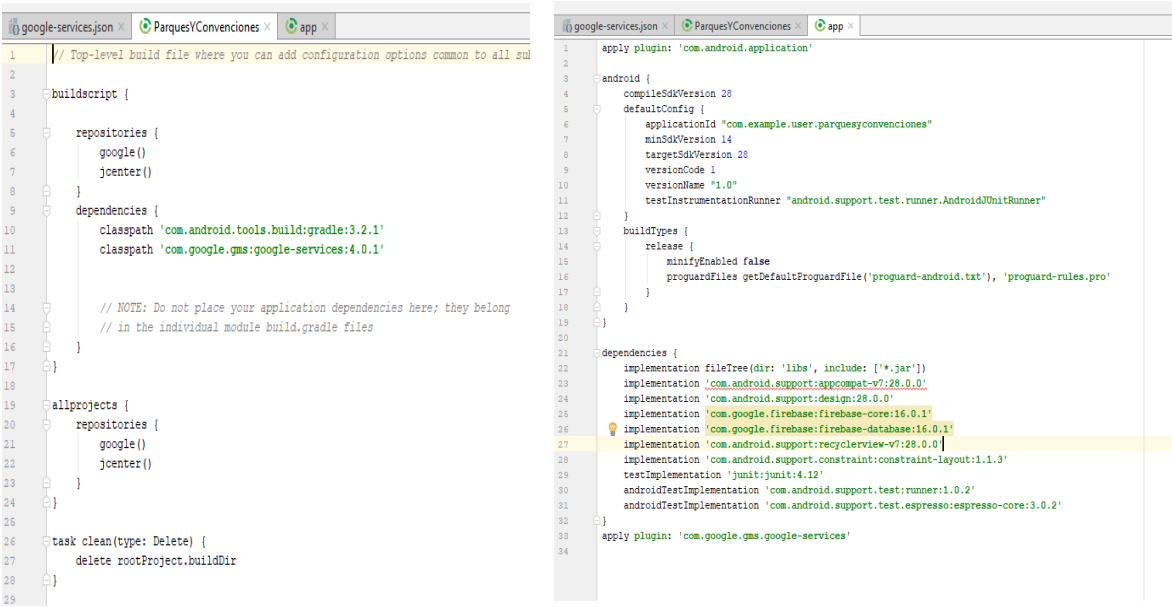 google-services.json × ParquesYConvenciones × app ×
1 // Top-level build file where you can add configuration options common to all sub
2
3 buildscript {
4
5 repositories {
6 google()
7 jcenter()
8 }
9 dependencies {
10 classpath 'com.android.tools.build:gradle:3.2.1'
11 classpath 'com.google.gms:google-services:4.0.1'
12
13
14 // NOTE: Do not place your application dependencies here; they belong
15 // in the individual module build.gradle files
16 }
17 }
18
19 allprojects {
20 repositories {
21 google()
22 jcenter()
23 }
24 }
25
26 task clean(type: Delete) {
27 delete rootProject.buildDir
28 }
29
google-services.json × ParquesYConvenciones × app ×
1 apply plugin: 'com.android.application'
2
3 android {
4 compileSdkVersion 28
5 defaultConfig {
6 applicationId "com.example.user.parquesyconvenciones"
7 minSdkVersion 14
8 targetSdkVersion 28
9 versionCode 1
10 versionName "1.0"
11 testInstrumentationRunner "android.support.test.runner.AndroidJUnitRunner"
12 }
13 buildTypes {
14 release {
15 minifyEnabled false
16 proguardFiles getDefaultProguardFile('proguard-android.txt'), 'proguard-rules.pro'
17 }
18 }
19 }
20
21 dependencies {
22 implementation fileTree(dir: 'libs', include: ['*.jar'])
23 implementation 'com.android.support:appcompat-v7:28.0.0'
24 implementation 'com.android.support:design:28.0.0'
25 implementation 'com.google.firebase:firebase-core:16.0.1'
26 implementation 'com.google.firebase:firebase-database:16.0.1'
27 implementation 'com.android.support:recyclerview-v7:28.0.0'
28 implementation 'com.android.support.constraint:constraint-layout:1.1.3'
29 testImplementation 'junit:junit:4.12'
30 androidTestImplementation 'com.android.support.test:runner:1.0.2'
31 androidTestImplementation 'com.android.support.test.espresso:espresso-core:3.0.2'
32 }
33 apply plugin: 'com.google.gms.google-services'
34